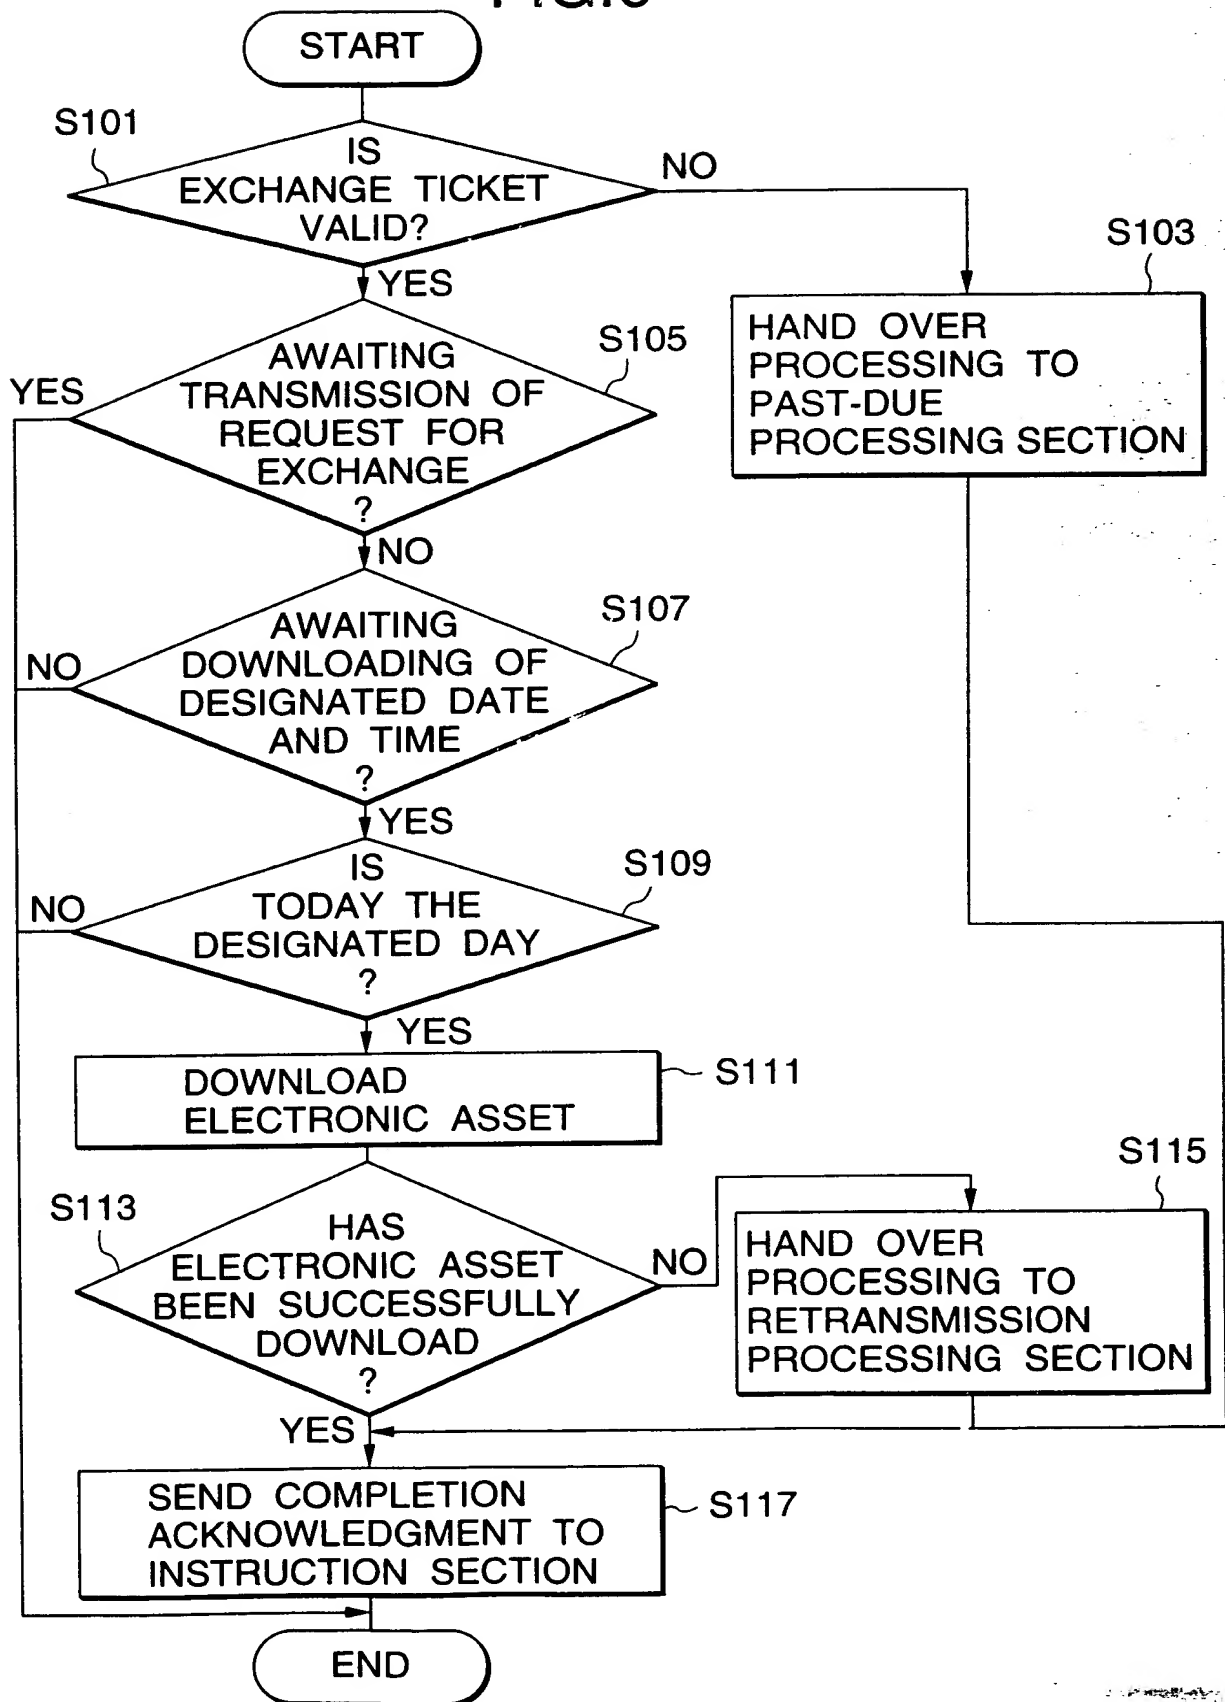 START
S101
IS
EXCHANGE TICKET
VALID?
NO
YES
S103
HAND OVER
PROCESSING TO
PAST-DUE
PROCESSING SECTION
S105
AWAITING
TRANSMISSION OF
REQUEST FOR
EXCHANGE
?
YES
NO
S107
AWAITING
DOWNLOADING OF
DESIGNATED DATE
AND TIME
?
NO
YES
S109
IS
TODAY THE
DESIGNATED DAY
?
NO
YES
DOWNLOAD
ELECTRONIC ASSET
S111
S113
HAS
ELECTRONIC ASSET
BEEN SUCCESSFULLY
DOWNLOAD
?
NO
YES
S115
HAND OVER
PROCESSING TO
RETRANSMISSION
PROCESSING SECTION
SEND COMPLETION
ACKNOWLEDGMENT TO
INSTRUCTION SECTION
S117
END